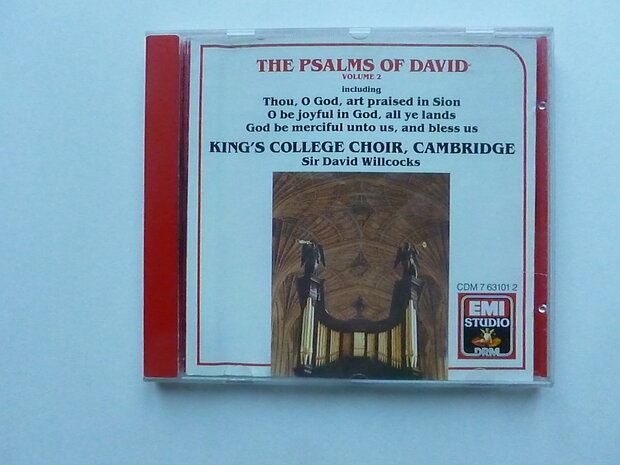 THE PSALMS OF DAVID
VOLUME 2
including
Thou, O God, art praised in Sion
O be joyful in God, all ye lands
God be merciful unto us, and bless us
KING'S COLLEGE CHOIR, CAMBRIDGE
Sir David Willcocks
CDM 7 63101 2
EMI
STUDIO
DRM